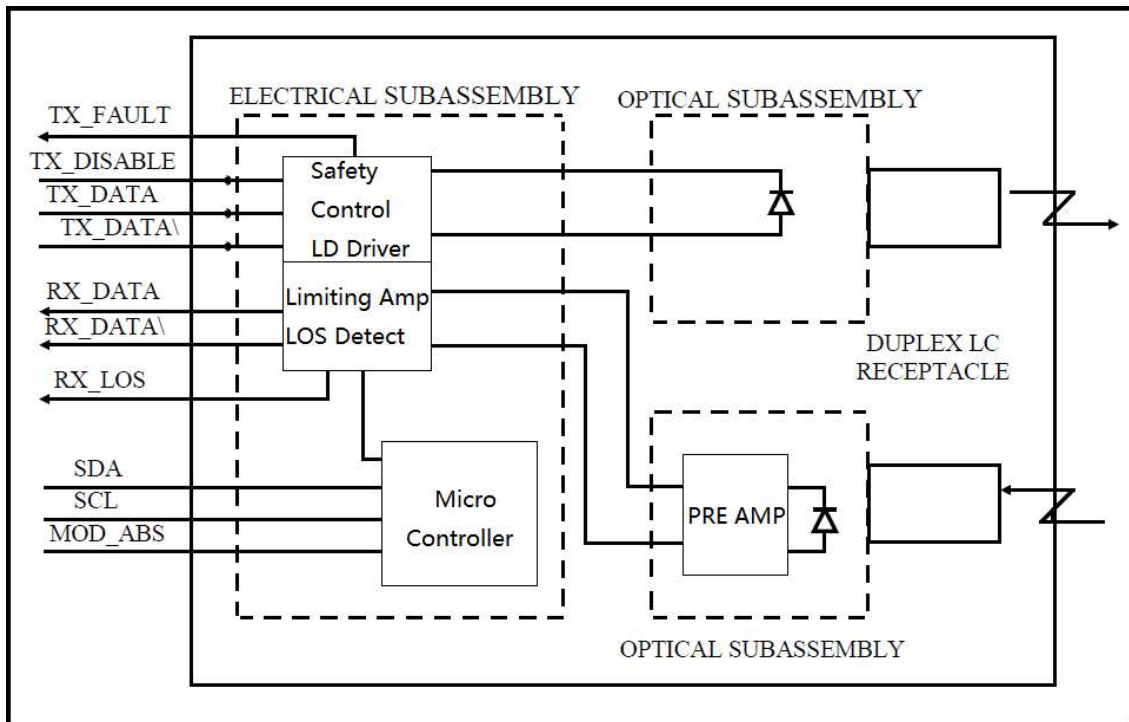 ELECTRICAL SUBASSEMBLY
OPTICAL SUBASSEMBLY
TX_FAULT
TX_DISABLE
TX_DATA
TX_DATA\
Safety
Control
LD Driver
RX_DATA
RX_DATA\
RX_LOS
Limiting Amp
LOS Detect
DUPLEX LC
RECEPTACLE
SDA
SCL
MOD_ABS
Micro
Controller
PRE AMP
OPTICAL SUBASSEMBLY